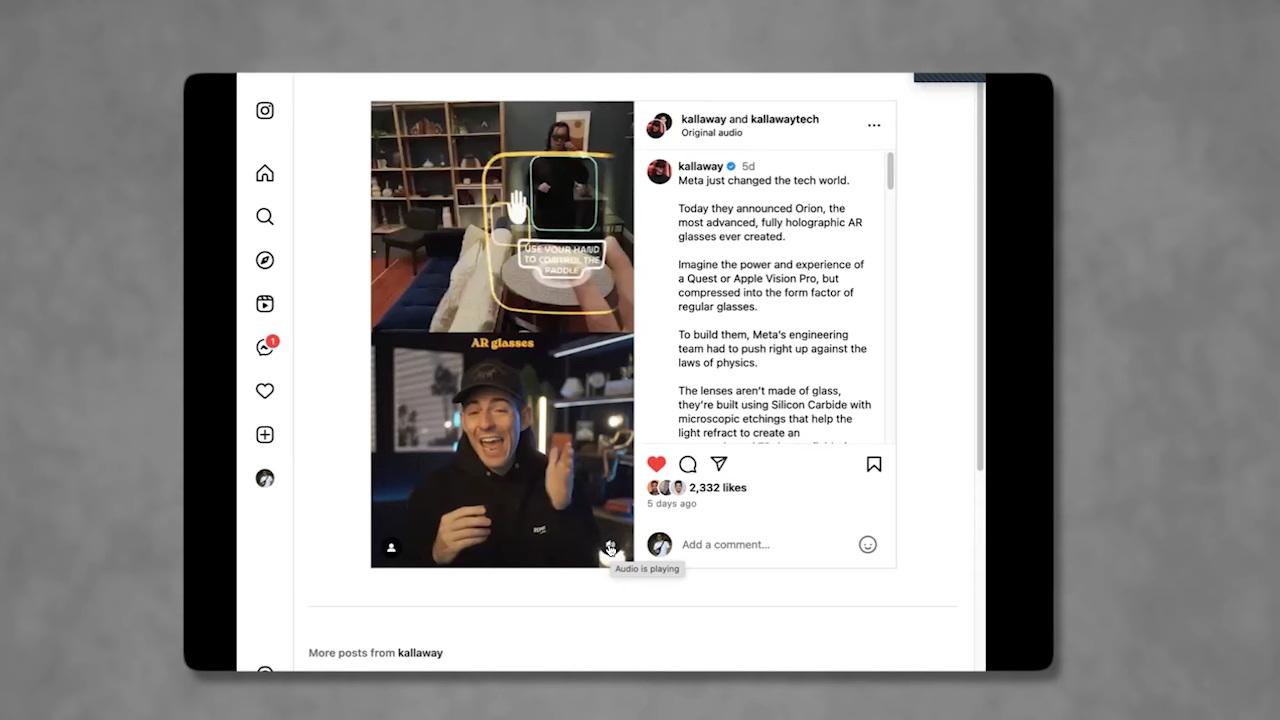 USE YOUR HAND
TO CONTROL THE
PADDLE
AR glasses
Audio is playing
1
kallaway and kallawaytech
Original audio
kallaway 5d
Meta just changed the tech world.
Today they announced Orion, the
most advanced, fully holographic AR
glasses ever created.
Imagine the power and experience of
a Quest or Apple Vision Pro, but
compressed into the form factor of
regular glasses.
To build them, Meta's engineering
team had to push right up against the
laws of physics.
The lenses aren't made of glass,
they're built using Silicon Carbide with
microscopic etchings that help the
light refract to create an
2,332 likes
5 days ago
Add a comment...
More posts from kallaway